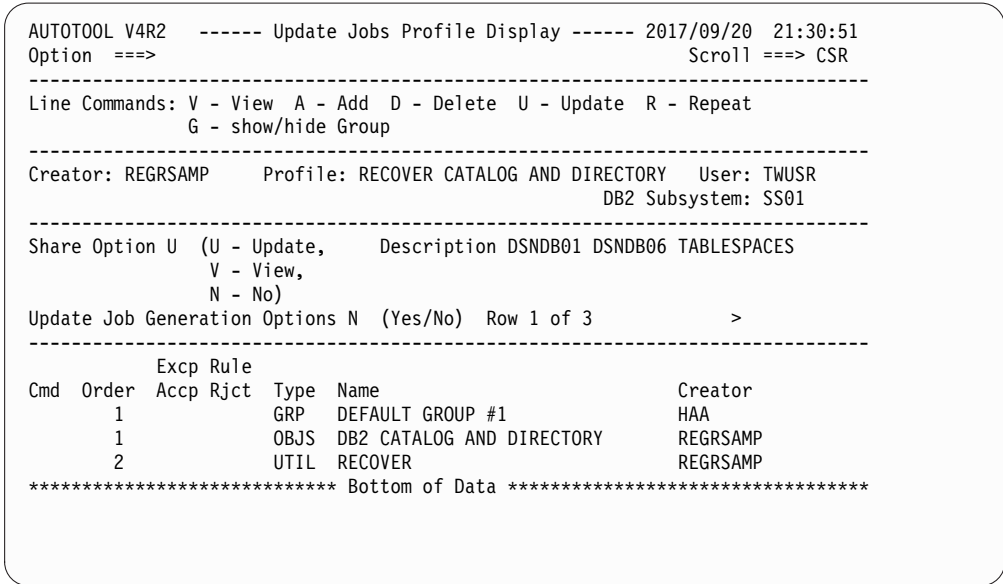 AUTOTOOL V4R2   ------ Update Jobs Profile Display ------ 2017/09/20  21:30:51
Option  ===>                                                  Scroll ===> CSR
-------------------------------------------------------------------------------
Line Commands: V - View  A - Add  D - Delete  U - Update  R - Repeat
               G - show/hide Group
-------------------------------------------------------------------------------
Creator: REGRSAMP     Profile: RECOVER CATALOG AND DIRECTORY   User: TWUSR
                                                      DB2 Subsystem: SS01
-------------------------------------------------------------------------------
Share Option U  (U - Update,     Description DSNDB01 DSNDB06 TABLESPACES
                 V - View,
                 N - No)
Update Job Generation Options N  (Yes/No)  Row 1 of 3             >
-------------------------------------------------------------------------------
            Excp Rule
Cmd  Order  Accp Rjct  Type  Name                            Creator
        1              GRP   DEFAULT GROUP #1                HAA
        1              OBJS  DB2 CATALOG AND DIRECTORY       REGRSAMP
        2              UTIL  RECOVER                         REGRSAMP
***************************** Bottom of Data **********************************